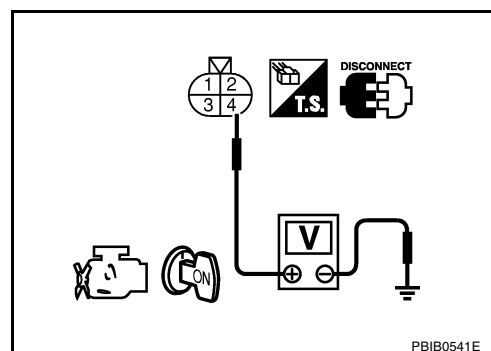 DISCONNECT
1 2
3 4
T.S.
V
ON
+ −
PBIB0541E